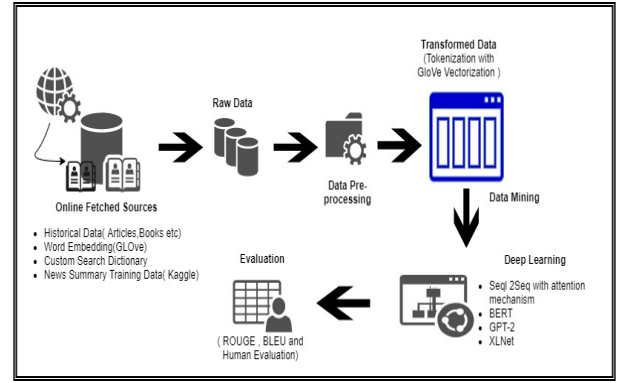 Transformed Data
(Tokenization with
GloVe Vectorization )
Raw Data
Data Pre-
processing
Online Fetched Sources
• Historical Data( Articles,Books etc)
• Word Embedding(GLOve)
• Custom Search Dictionary
• News Summary Training Data( Kaggle)
Data Mining
Deep Learning
• Seql 2Seq with attention
mechanism
• BERT
• GPT-2
• XLNet
Evaluation
( ROUGE , BLEU and
Human Evaluation)